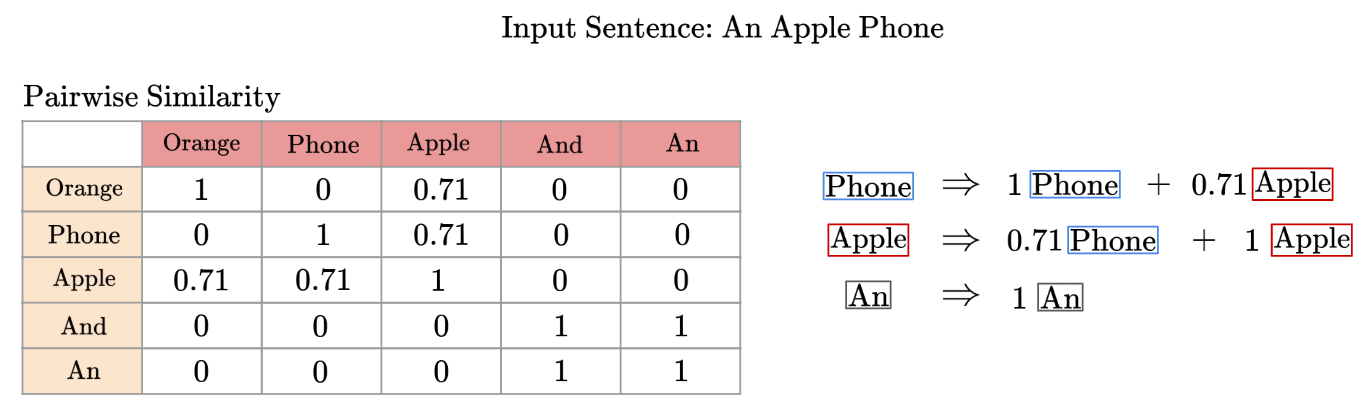 Input Sentence: An Apple Phone
Pairwise Similarity
Orange Phone Apple And An
Orange 1 0 0.71 0 0
Phone 0 1 0.71 0 0
Apple 0.71 0.71 1 0 0
And 0 0 0 1 1
An 0 0 0 1 1
Phone ⇒ 1 Phone + 0.71 Apple
Apple ⇒ 0.71 Phone + 1 Apple
An ⇒ 1 An